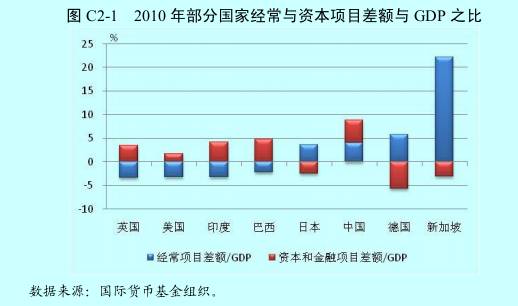 图 C2-1 2010 年部分国家经常与资本项目差额与 GDP 之比
%
25
20
15
10
5
0
-5
-10
英国 美国 印度 巴西 日本 中国 德国 新加坡
经常项目差额/GDP 资本和金融项目差额/GDP
数据来源：国际货币基金组织。